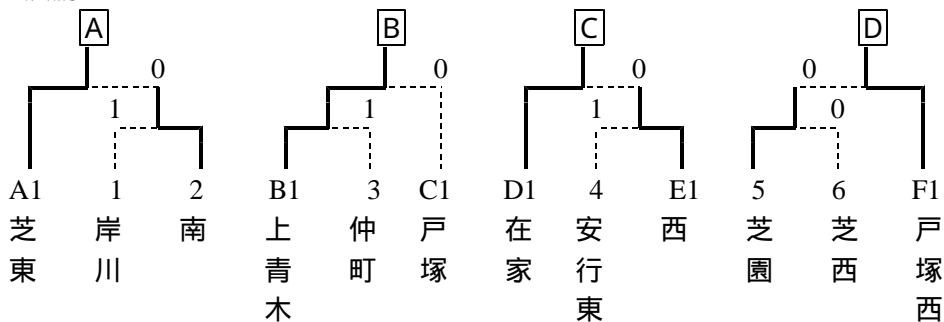 A B C D
0 0 0 0
1 1 1 0
A1 1 2 B1 3 C1 D1 4 E1 5 6 F1
芝東 岸川 南 上青木 仲町 戸塚 在家 安行東 西 芝園 芝西 戸塚西